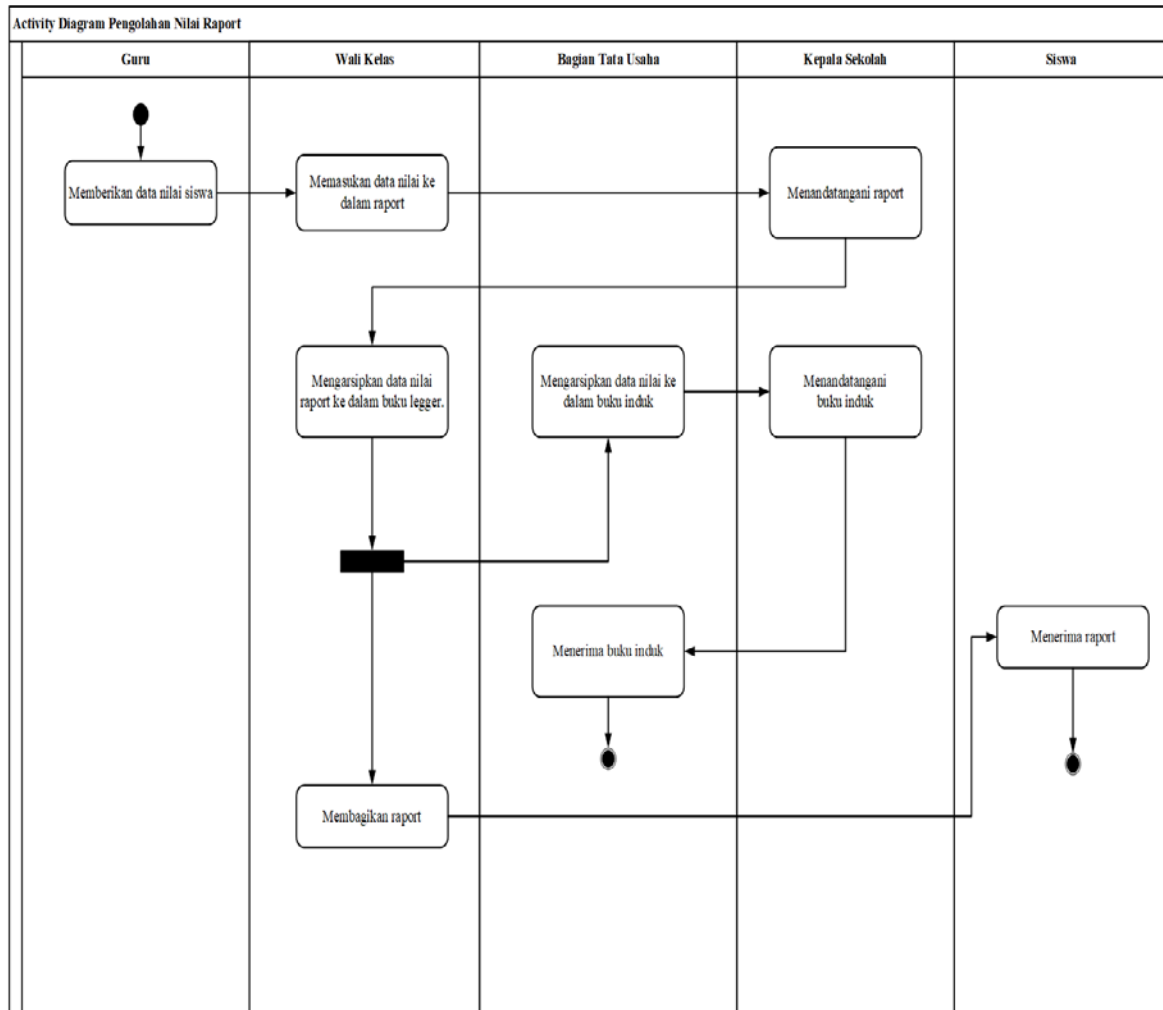 Activity Diagram Pengolahan Nilai Raport
Guru
Wali Kelas
Bagian Tata Usaha
Kepala Sekolah
Siswa
Memberikan data nilai siswa
Memasukan data nilai ke
dalam raport
Menandatangani raport
Mengarsipkan data nilai
raport ke dalam buku legger.
Mengarsipkan data nilai ke
dalam buku induk
Menandatangani
buku induk
Menerima buku induk
Menerima raport
Membagikan raport